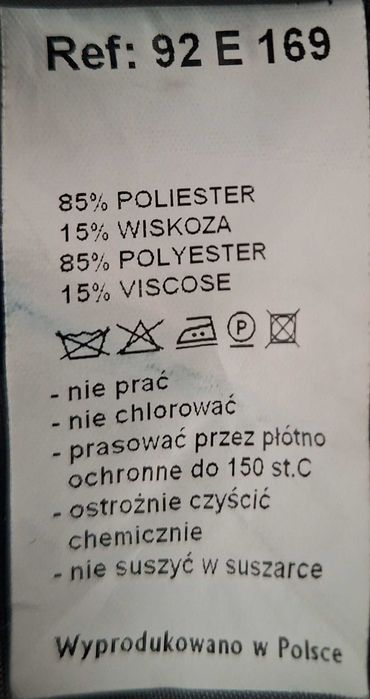 Ref: 92 E 169
85% POLIESTER
15% WISKOZA
85% POLYESTER
15% VISCOSE
P
- nie prać
- nie chlorować
- prasować przez płótno
ochronne do 150 st.C
- ostrożnie czyścić
chemicznie
- nie suszyć w suszarce
Wyprodukowano w Polsce